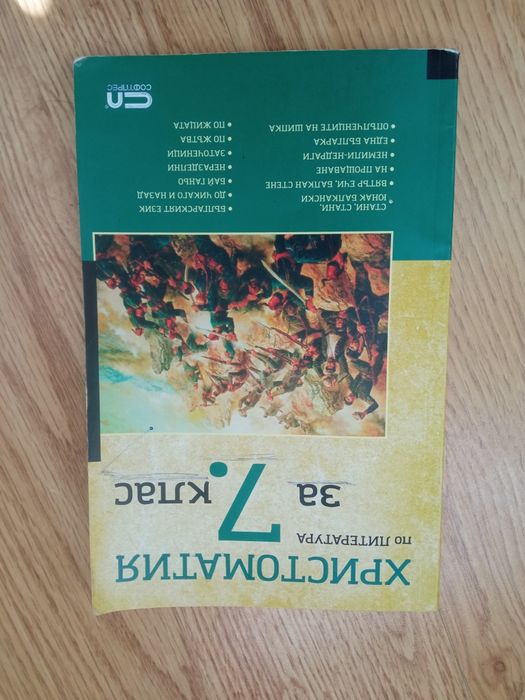 ХРИСТОМАТИЯ
ПО ЛИТЕРАТУРА
за 7. клас
• СТАНИ, СТАНИ,
ЮНАК БАЛКАНСКИ
• ВЯТЪР ЕЧИ, БАЛКАН СТЕНЕ
• НА ПРОЩАВАНЕ
• НЕМИЛИ-НЕДРАГИ
• ЕДНА БЪЛГАРКА
• ОПЪЛЧЕНЦИТЕ НА ШИПКА
• БЪЛГАРСКИЯТ ЕЗИК
• ДО ЧИКАГО И НАЗАД
• БАЙ ГАНЬО
• НЕРАЗДЕЛНИ
• ЗАТОЧЕНИЦИ
• ПО ЖЪТВА
• ПО ЖИЦАТА
СП®
СОФТПРЕС